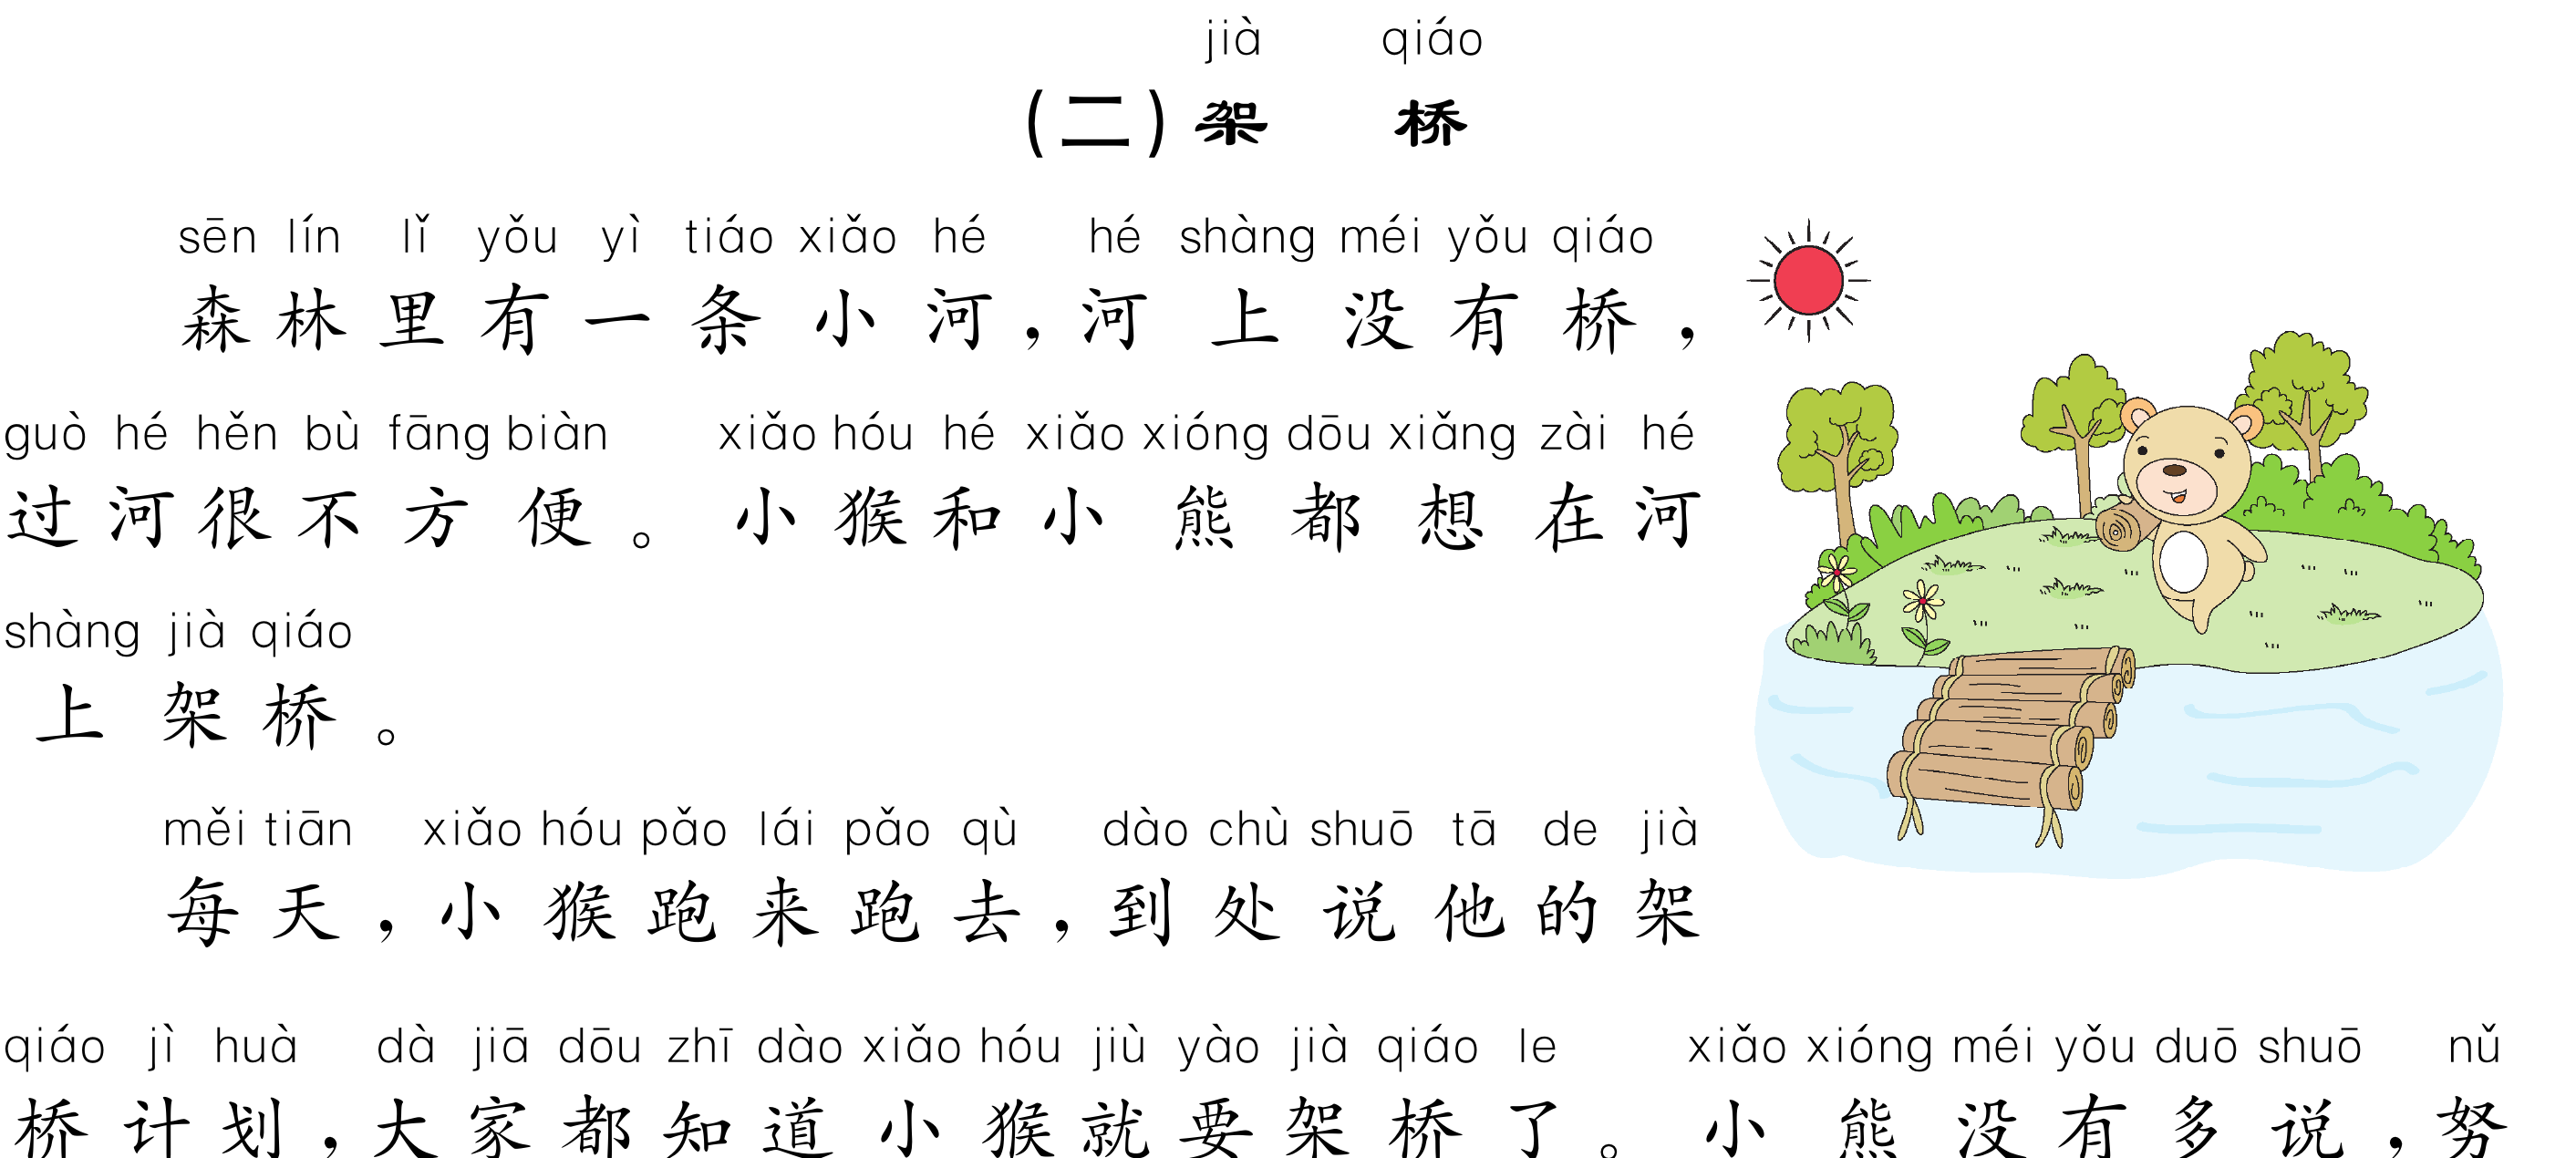 jià qiáo
(二)架 桥
sēn lín lǐ yǒu yì tiáo xiǎo hé hé shàng méi yǒu qiáo
森林里有一条小河，河上没有桥，
guò hé hěn bù fāng biàn xiǎo hóu hé xiǎo xióng dōu xiǎng zài hé
过河很不方便。小猴和小熊都想在河
shàng jià qiáo
上架桥。
měi tiān xiǎo hóu pǎo lái pǎo qù dào chù shuō tā de jià
每天，小猴跑来跑去，到处说他的架
qiáo jì huà dà jiā dōu zhī dào xiǎo hóu jiù yào jià qiáo le xiǎo xióng méi yǒu duō shuō nǔ
桥计划，大家都知道小猴就要架桥了。小熊没有多说，努